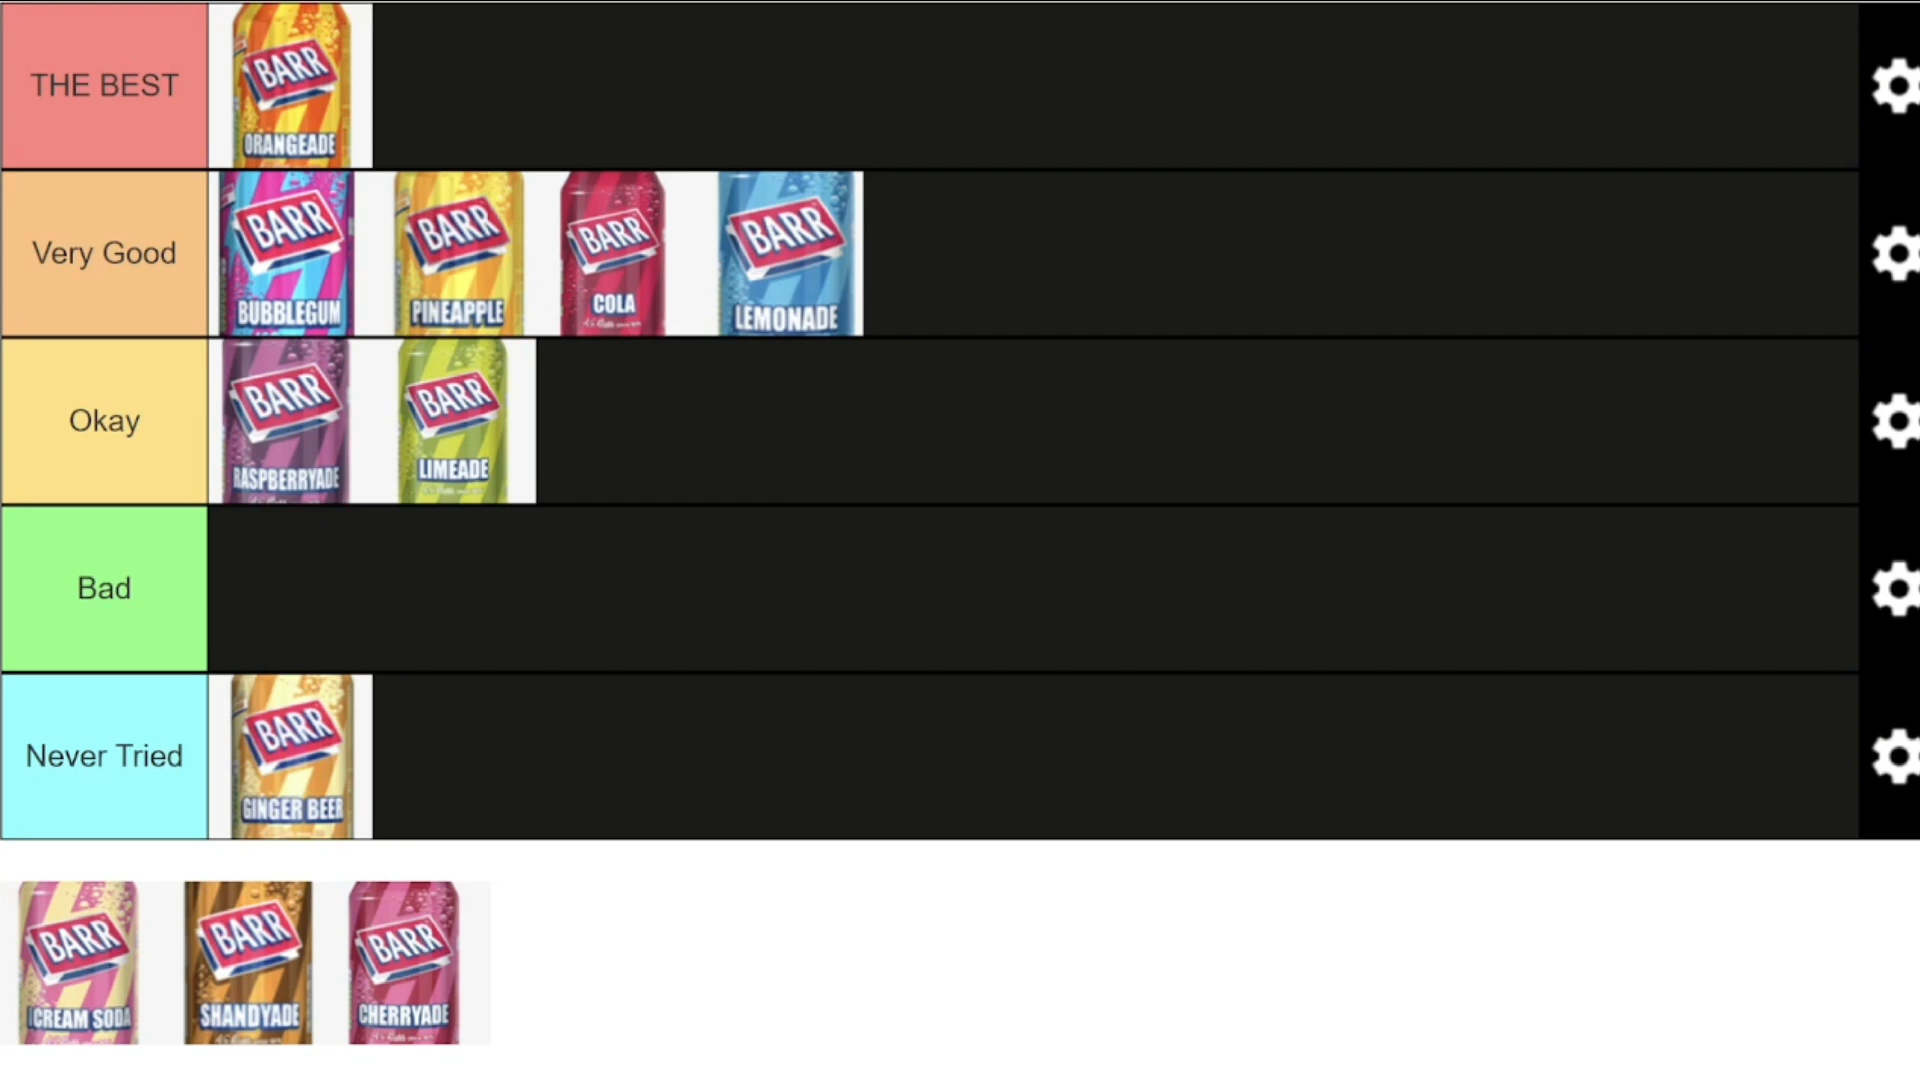 THE BEST
BARR
ORANGEADE
Very Good
BARR
BUBBLEGUM
BARR
PINEAPPLE
BARR
COLA
BARR
LEMONADE
Okay
BARR
RASPBERRYADE
BARR
LIMEADE
Bad
Never Tried
BARR
GINGER BEER
BARR
CREAM SODA
BARR
SHANDYADE
BARR
CHERRYADE